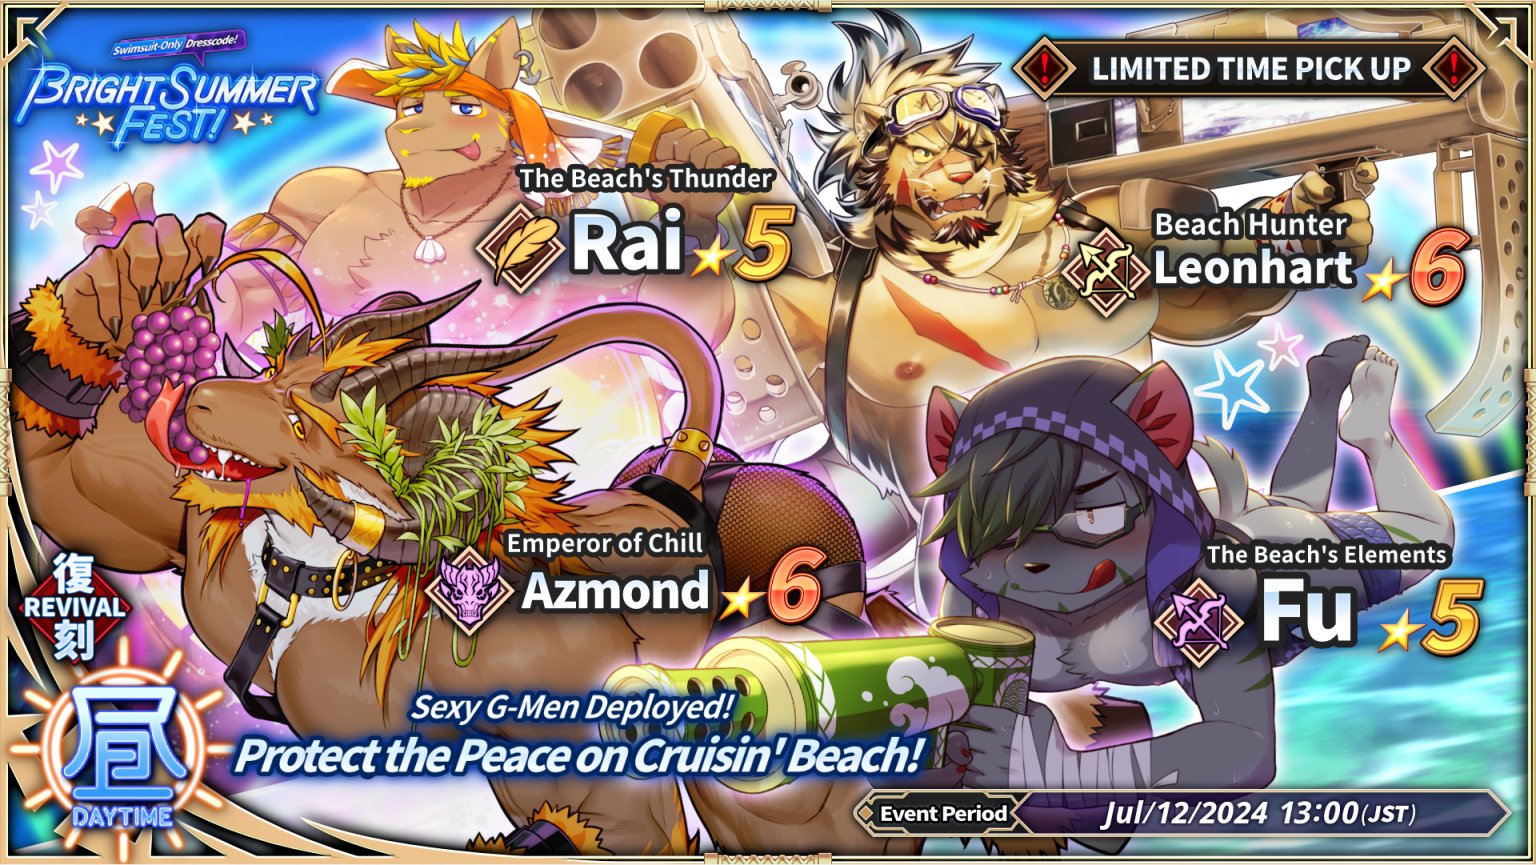 Swimsuit-Only Dresscode!
BRIGHT SUMMER
FEST!
LIMITED TIME PICK UP
The Beach's Thunder
Rai 5
Beach Hunter
Leonhart 6
Emperor of Chill
Azmond 6
The Beach's Elements
Fu 5
復
REVIVAL
刻
昼
DAYTIME
Sexy G-Men Deployed!
Protect the Peace on Cruisin' Beach!
Event Period Jul/12/2024 13:00(JST)